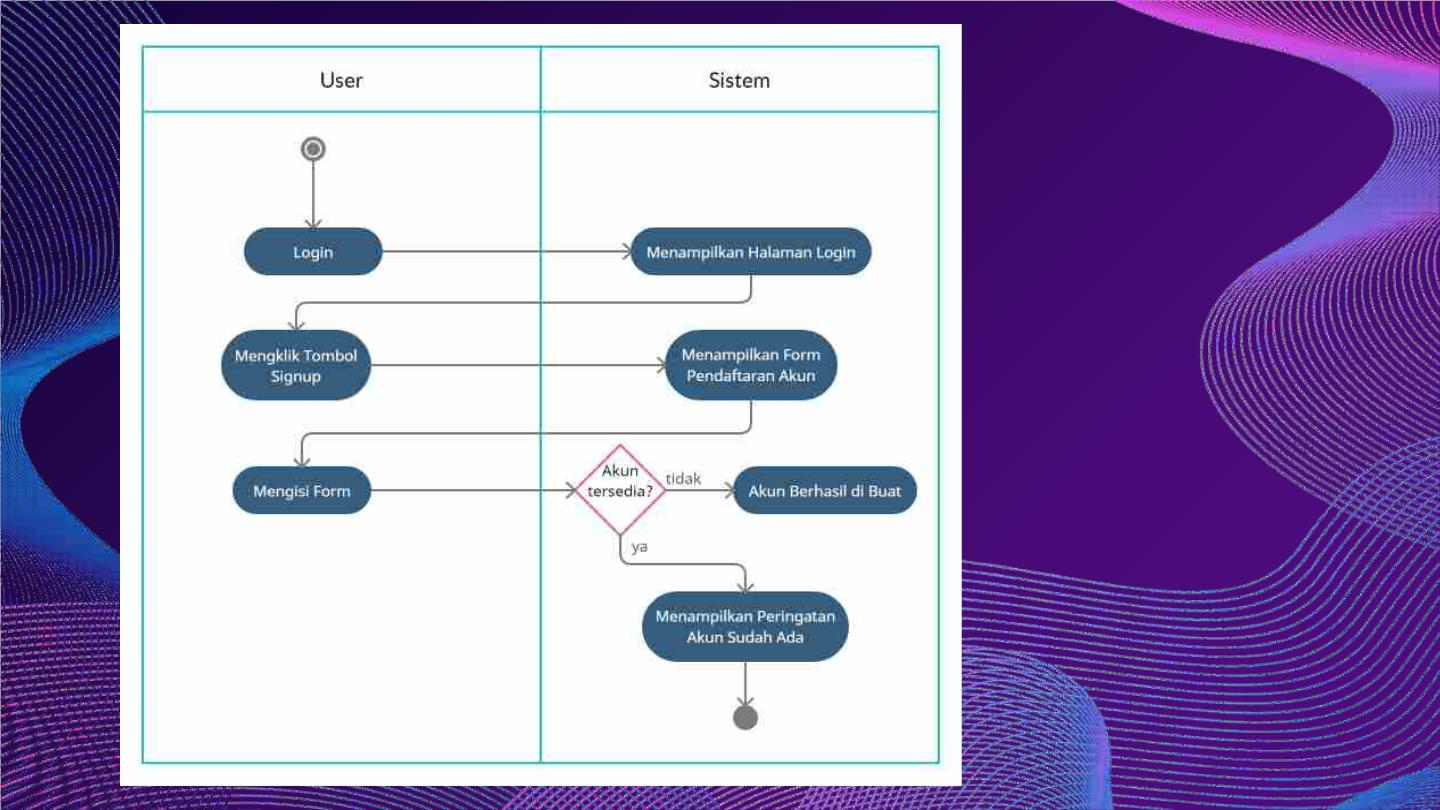 User
Sistem
Login
Menampilkan Halaman Login
Mengklik Tombol
Signup
Menampilkan Form
Pendaftaran Akun
Mengisi Form
Akun
tersedia?
tidak
Akun Berhasil di Buat
ya
Menampilkan Peringatan
Akun Sudah Ada